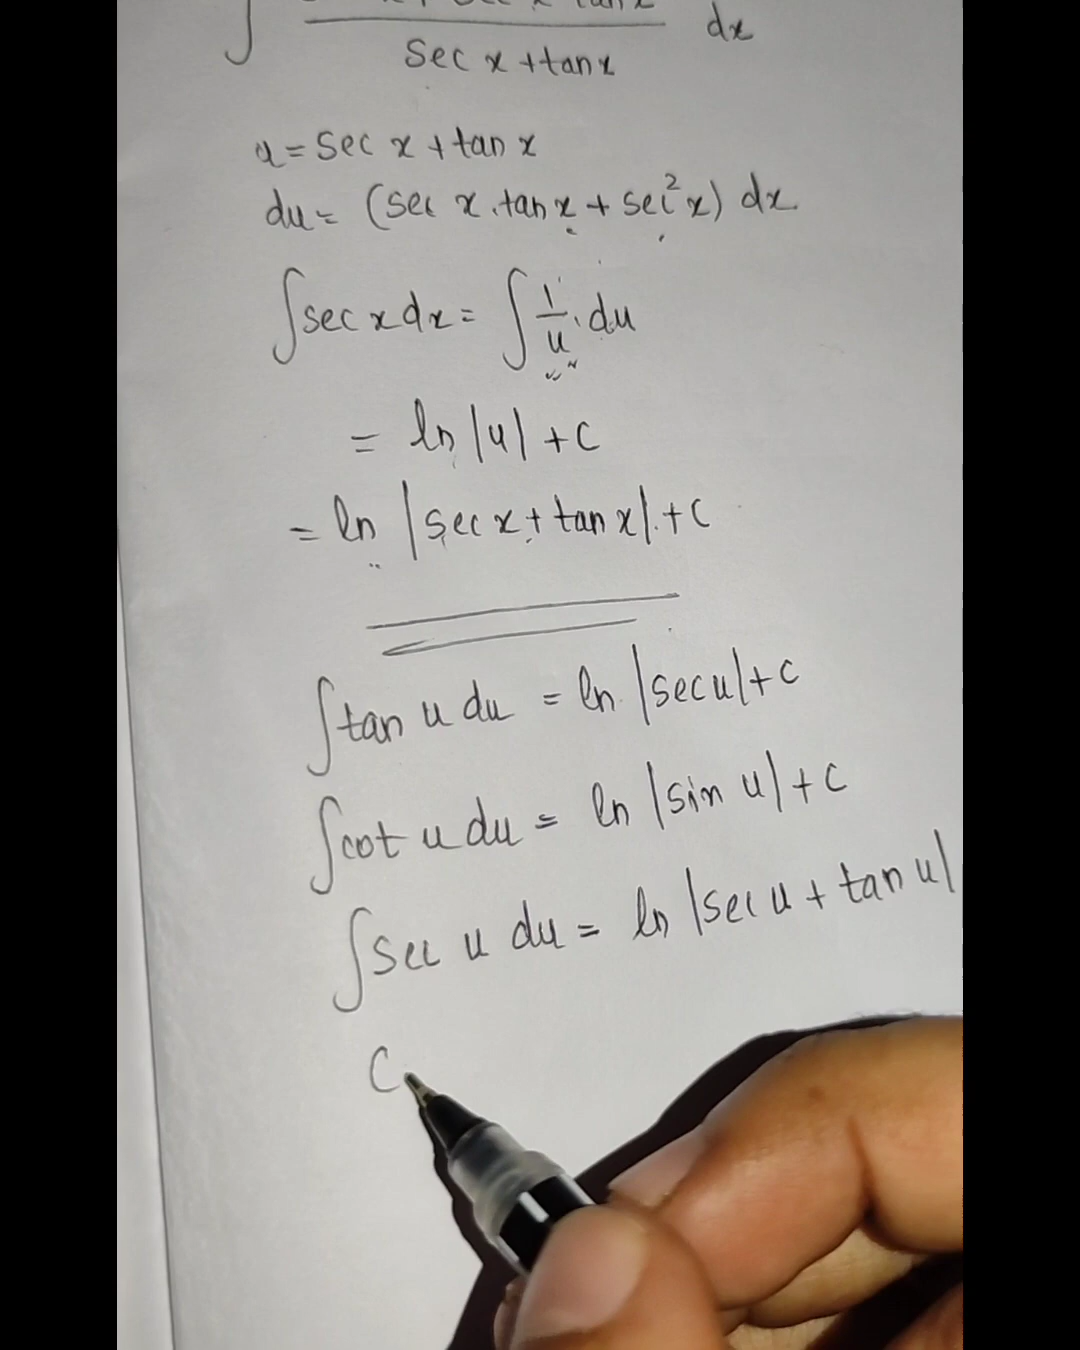 ∫ dx
sec x + tan x
u = sec x + tan x
du = (sec x . tan x + sec² x) dx
∫ sec x dx = ∫ 1/u . du
= ln |u| + c
= ln |sec x + tan x| + c
∫ tan u du = ln |sec u| + c
∫ cot u du = ln |sin u| + c
∫ sec u du = ln |sec u + tan u|
C